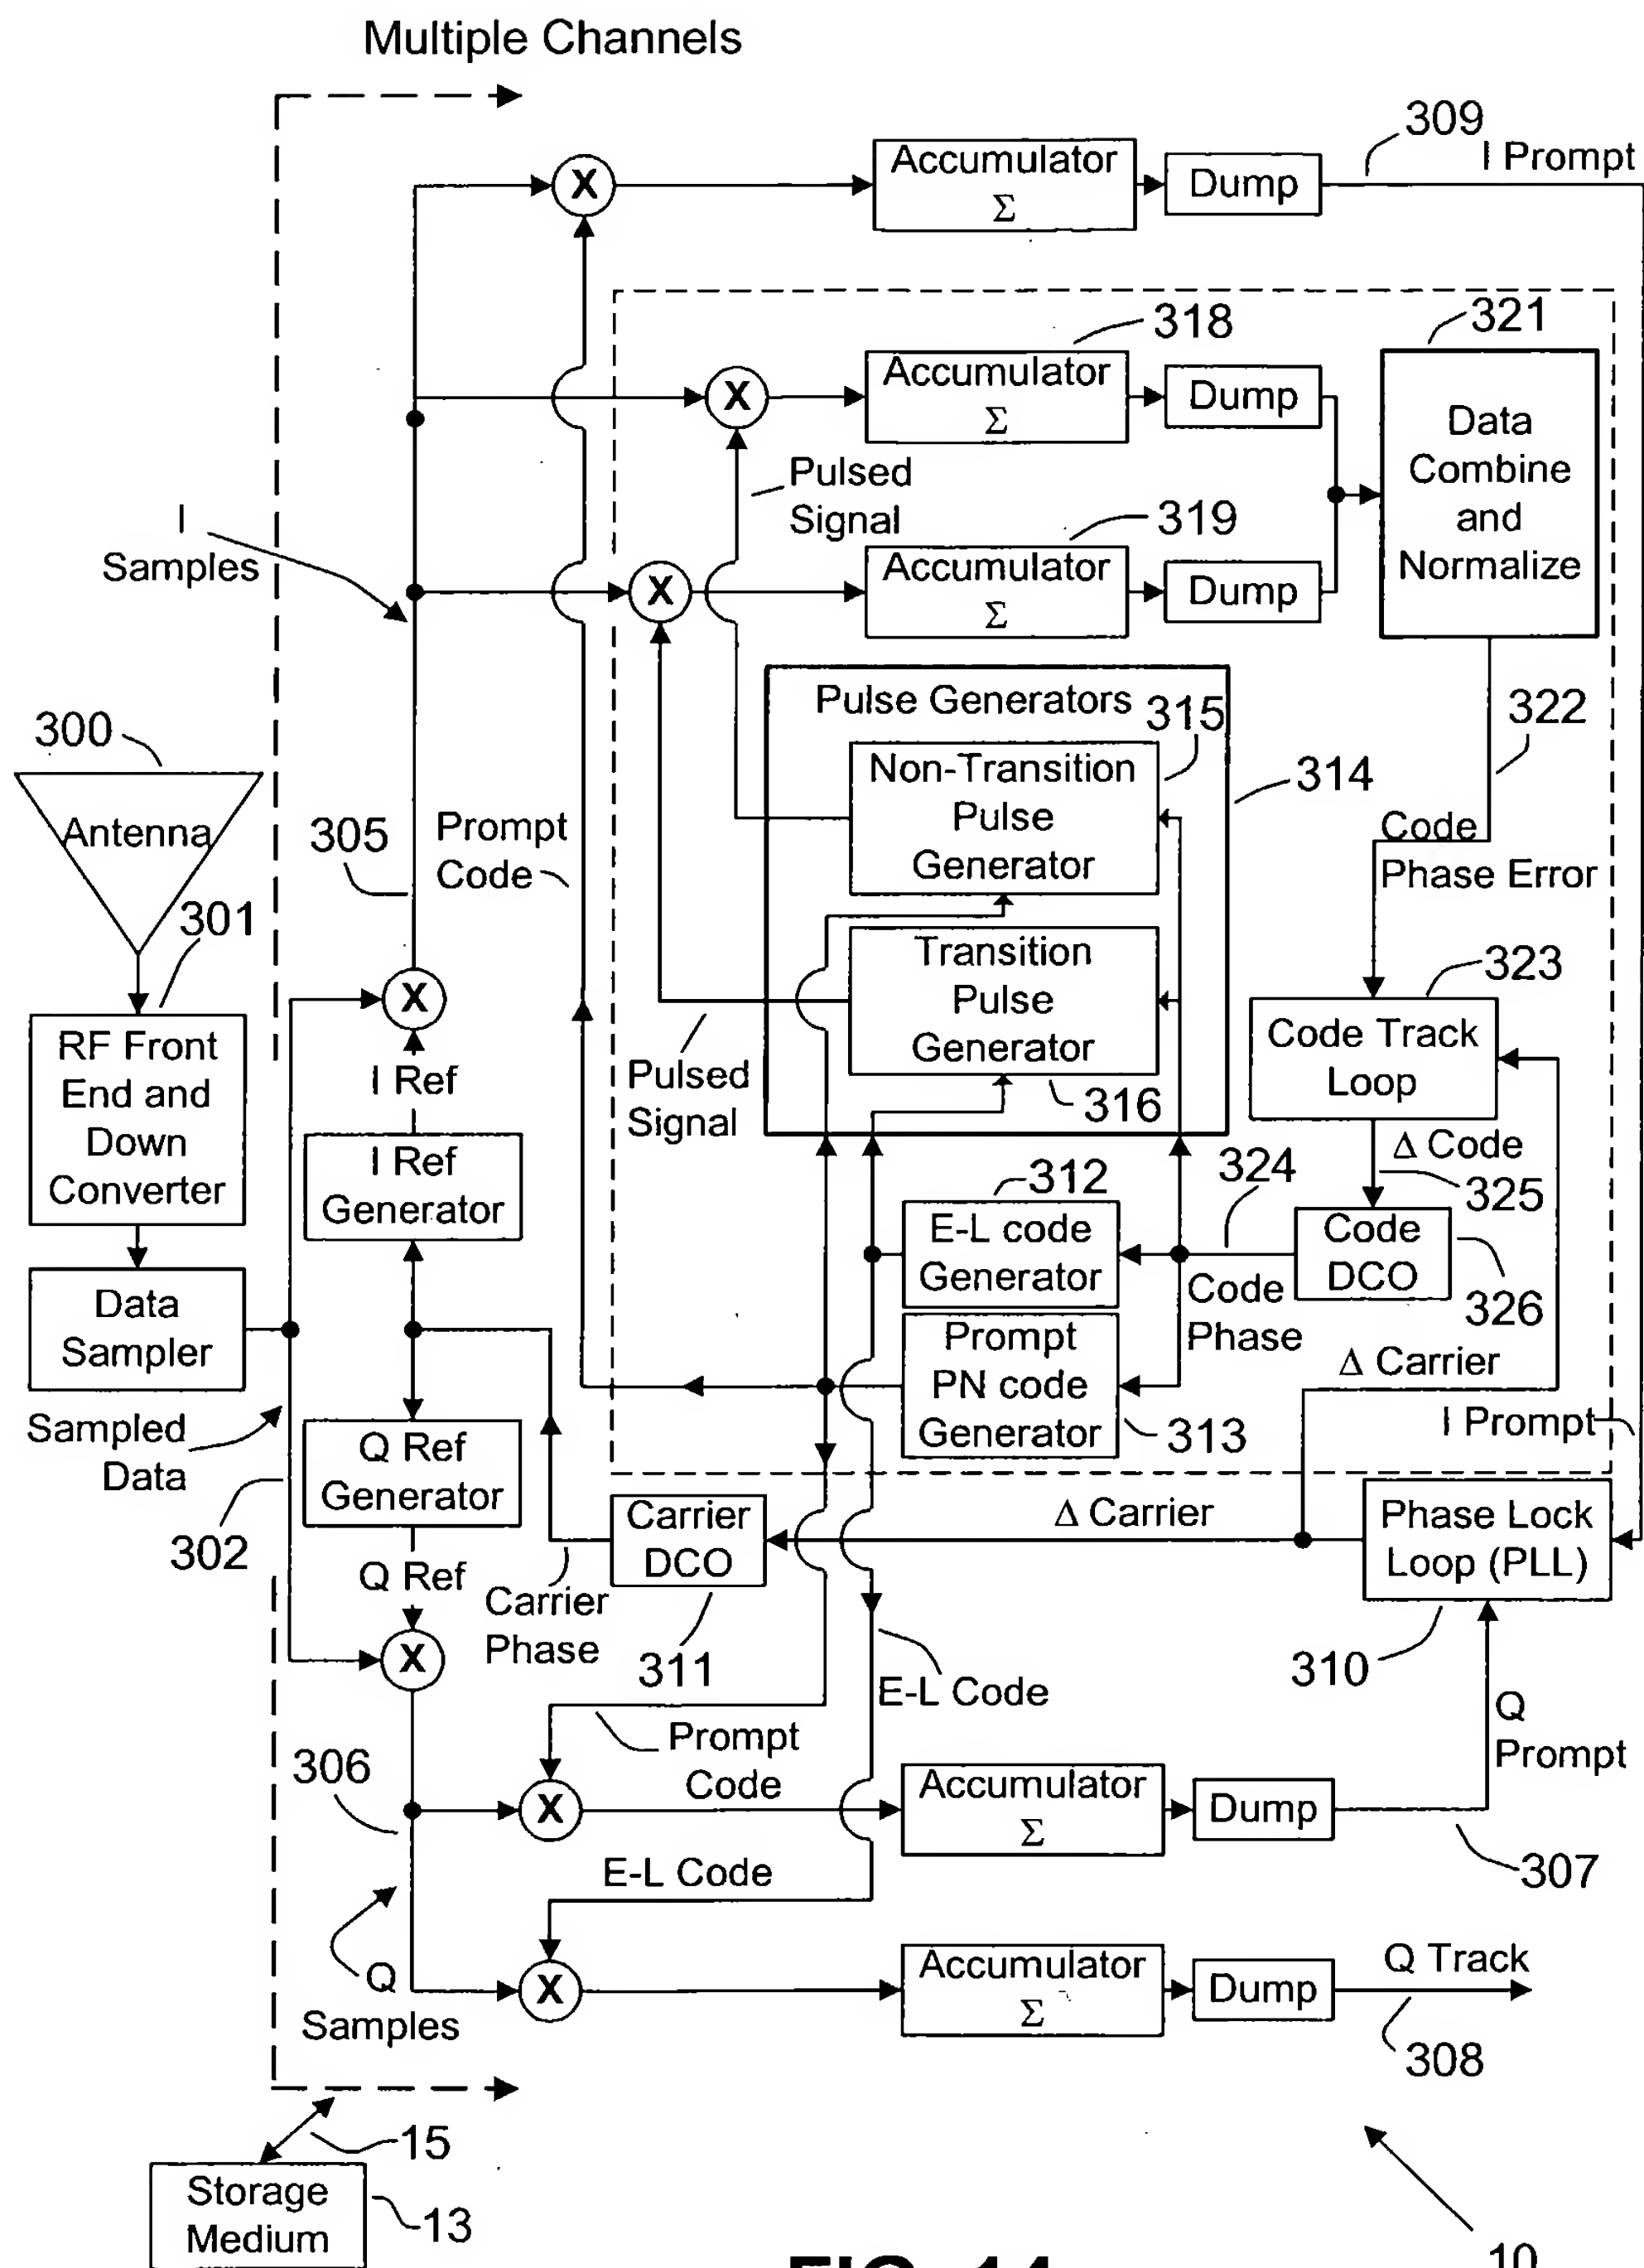 Multiple Channels
309
I Prompt
Accumulator
Σ
Dump
X
318
321
Accumulator
Σ
Dump
X
Data
Combine
and
Normalize
Pulsed
Signal
319
I
Samples
Accumulator
Σ
Dump
X
Pulse Generators
315
322
300
Non-Transition
Pulse
Generator
314
Antenna
305
Prompt
Code
Code
Phase Error
301
Transition
Pulse
Generator
323
X
RF Front
End and
Down
Converter
Code Track
Loop
I Ref
Pulsed
Signal
316
I Ref
Generator
312
324
Δ Code
325
E-L code
Generator
Code
DCO
Code
Phase
326
Data
Sampler
Prompt
PN code
Generator
Δ Carrier
Sampled
Data
I Prompt
313
Q Ref
Generator
302
Carrier
DCO
Δ Carrier
Phase Lock
Loop (PLL)
Q Ref
Carrier
Phase
311
310
X
E-L Code
Q
Prompt
Prompt
Code
306
X
Accumulator
Σ
Dump
307
E-L Code
Q
Samples
X
Accumulator
Σ
Dump
Q Track
308
15
Storage
Medium
13
FIG. 14
10